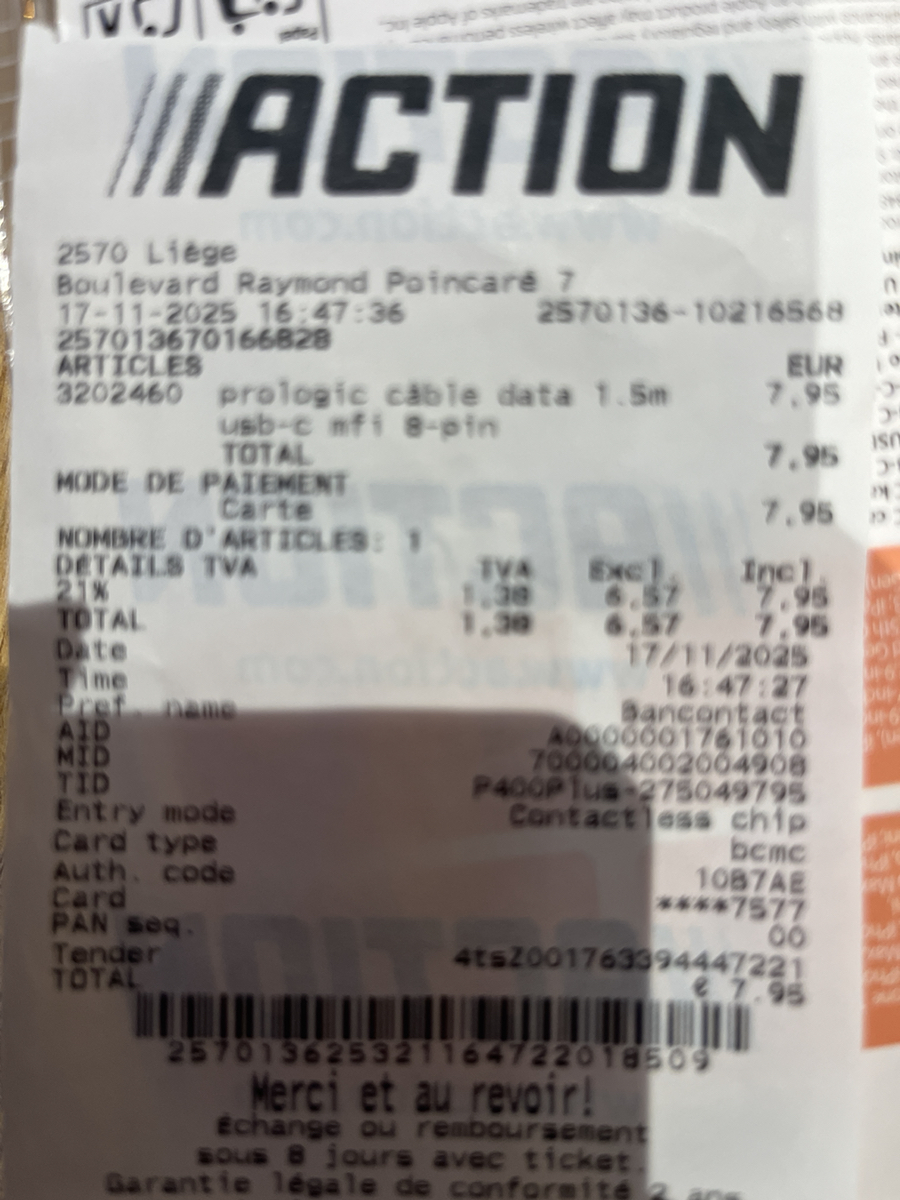 ACTION
2570 Liège
Boulevard Raymond Poincaré 7
17-11-2025 16:47:36 2570136-10216568
257013670166828
ARTICLES EUR
3202460 prologic câble data 1.5m 7.95
usb-c mfi 8-pin
TOTAL 7.95
MODE DE PAIEMENT
Carte 7.95
NOMBRE D'ARTICLES: 1
DÉTAILS TVA TVA Excl. Incl.
21% 1.38 6.57 7.95
TOTAL 1.38 6.57 7.95
Date 17/11/2025
Time 16:47:27
Pref. name Bancontact
AID A0000001761010
MID 700004002004908
TID P400Plus-275049795
Entry mode Contactless chip
Card type bcmc
Auth. code 10B7AE
Card ****7577
PAN seq. 00
Tender 4tsZ001763394447221
TOTAL € 7.95
257013625321164722018509
Merci et au revoir!
Échange ou remboursement
sous 8 jours avec ticket.
Garantie légale de conformité 2 ans